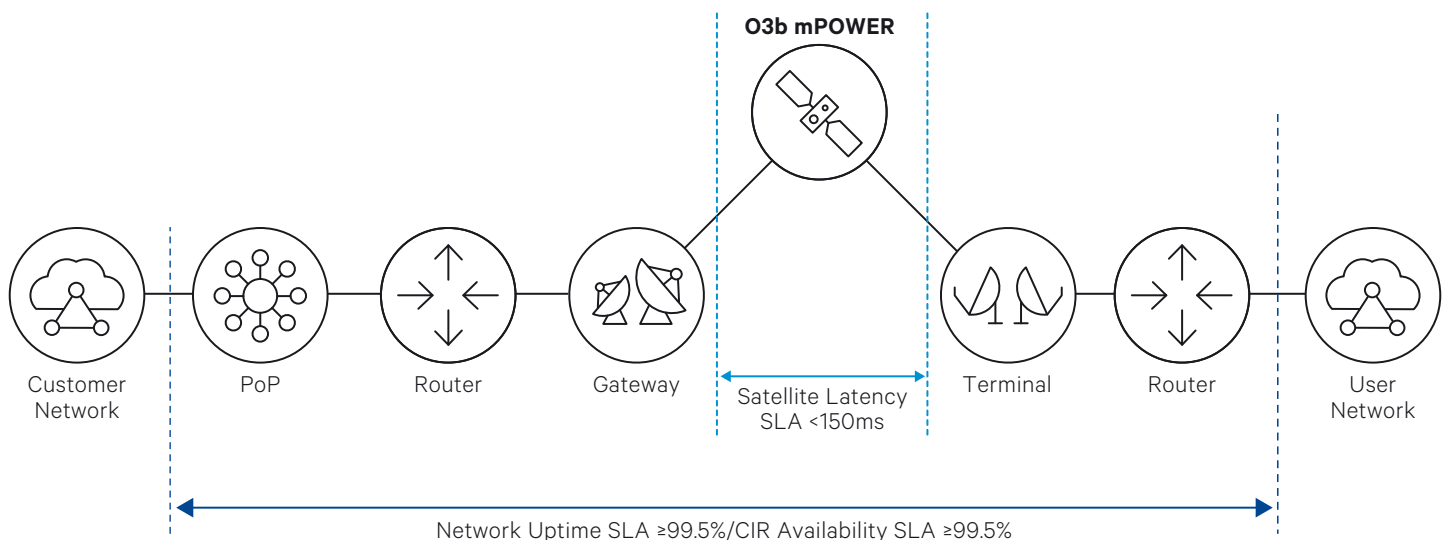 O3b mPOWER
Customer
Network
PoP
Router
Gateway
Satellite Latency
SLA <150ms
Terminal
Router
User
Network
Network Uptime SLA ≥99.5%/CIR Availability SLA ≥99.5%